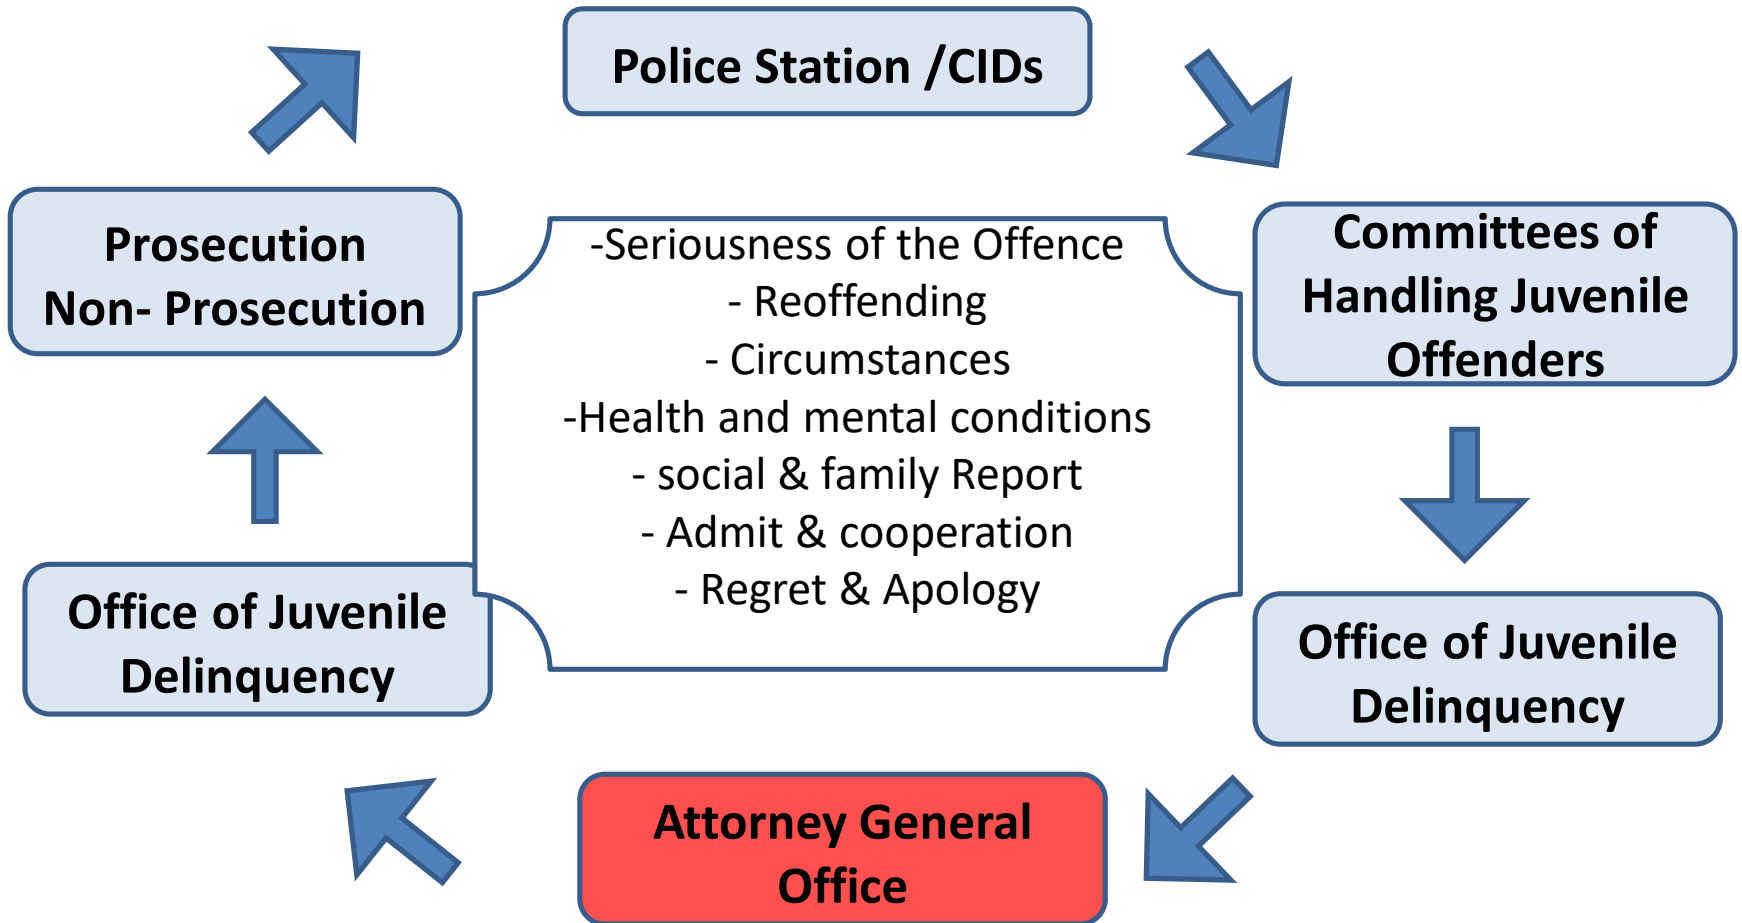 Police Station /CIDs
Prosecution
Non- Prosecution
-Seriousness of the Offence
- Reoffending
- Circumstances
-Health and mental conditions
- social & family Report
- Admit & cooperation
- Regret & Apology
Committees of
Handling Juvenile
Offenders
Office of Juvenile
Delinquency
Office of Juvenile
Delinquency
Attorney General
Office